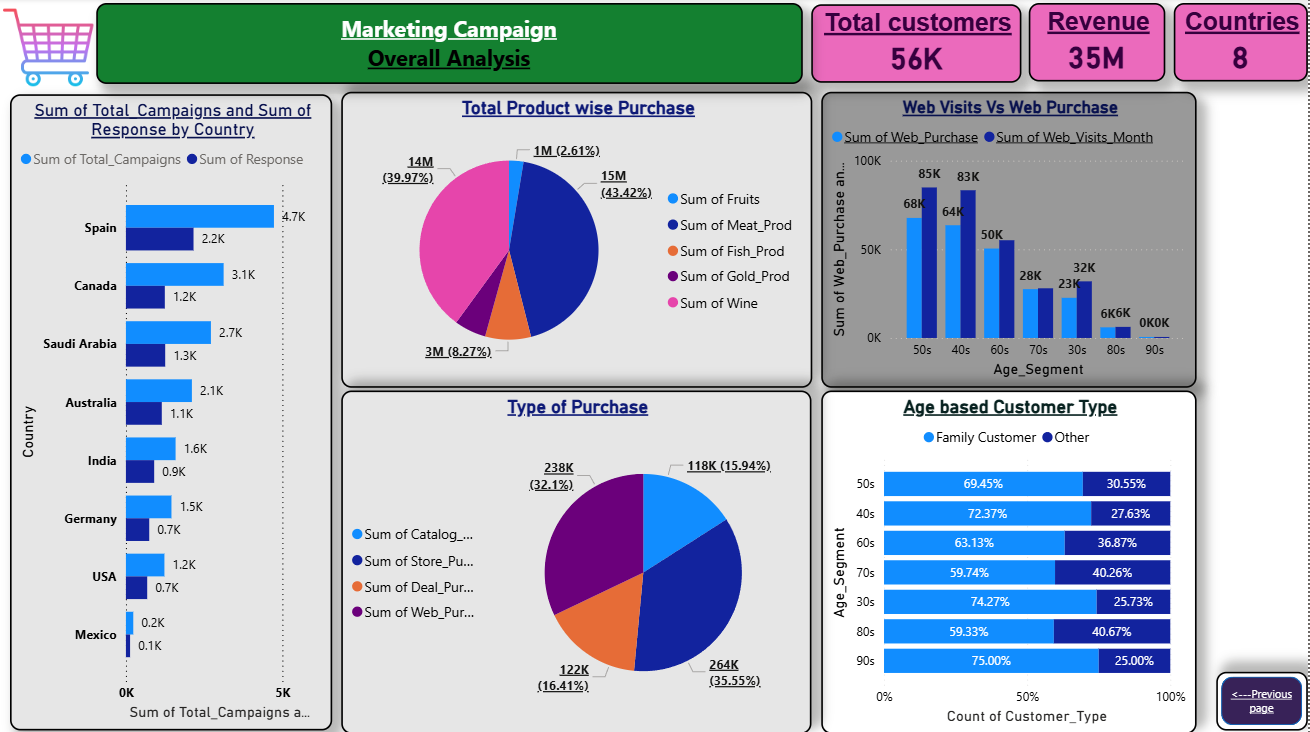 Marketing Campaign
Overall Analysis
Total customers
56K
Revenue
35M
Countries
8
Sum of Total_Campaigns and Sum of
Response by Country
Sum of Total_Campaigns
Sum of Response
Country
Spain
4.7K
2.2K
Canada
3.1K
1.2K
Saudi Arabia
2.7K
1.3K
Australia
2.1K
1.1K
India
1.6K
0.9K
Germany
1.5K
0.7K
USA
1.2K
0.7K
Mexico
0.2K
0.1K
0K
5K
Sum of Total_Campaigns a...
Total Product wise Purchase
1M (2.61%)
15M
(43.42%)
14M
(39.97%)
3M (8.27%)
Sum of Fruits
Sum of Meat_Prod
Sum of Fish_Prod
Sum of Gold_Prod
Sum of Wine
Web Visits Vs Web Purchase
Sum of Web_Purchase
Sum of Web_Visits_Month
Sum of Web_Purchase an...
100K
50K
0K
68K
85K
64K
83K
50K
28K
23K
32K
6K
6K
0K
0K
50s
40s
60s
70s
30s
80s
90s
Age_Segment
Type of Purchase
118K (15.94%)
238K
(32.1%)
264K
(35.55%)
122K
(16.41%)
Sum of Catalog_...
Sum of Store_Pu...
Sum of Deal_Pur...
Sum of Web_Pur...
Age based Customer Type
Family Customer
Other
Age_Segment
50s
69.45%
30.55%
40s
72.37%
27.63%
60s
63.13%
36.87%
70s
59.74%
40.26%
30s
74.27%
25.73%
80s
59.33%
40.67%
90s
75.00%
25.00%
0%
50%
100%
Count of Customer_Type
<---Previous
page